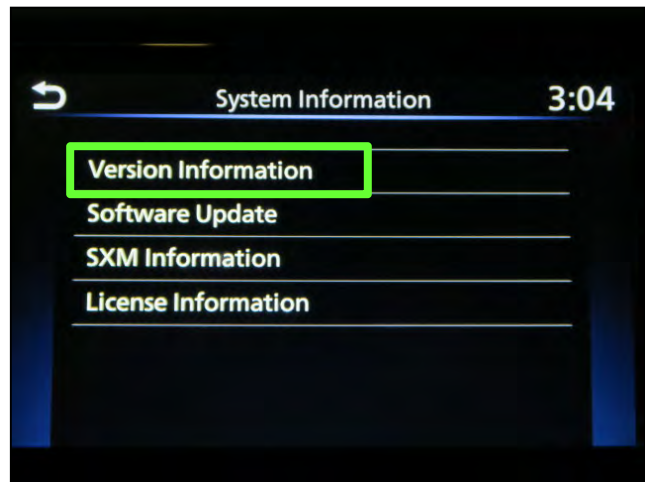 System Information 3:04
Version Information
Software Update
SXM Information
License Information